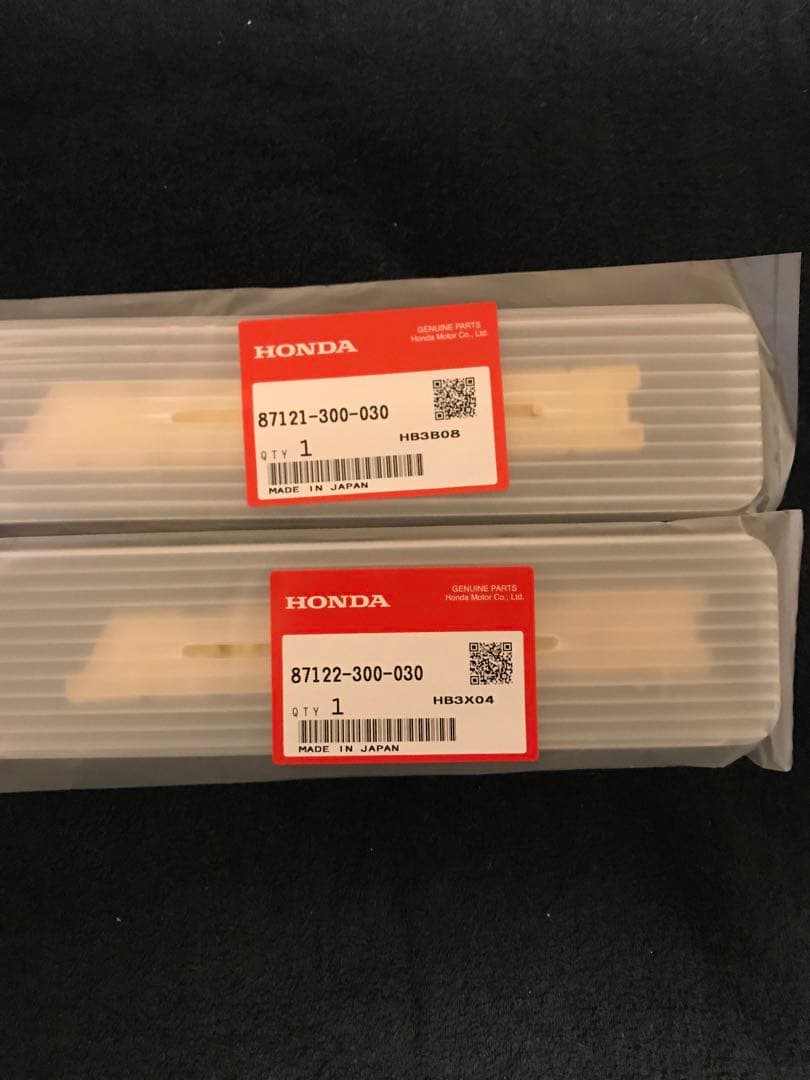 HONDA
GENUINE PARTS
Honda Motor Co., Ltd.
87121-300-030
HB3B08
QTY 1
MADE IN JAPAN
HONDA
GENUINE PARTS
Honda Motor Co., Ltd.
87122-300-030
HB3X04
QTY 1
MADE IN JAPAN